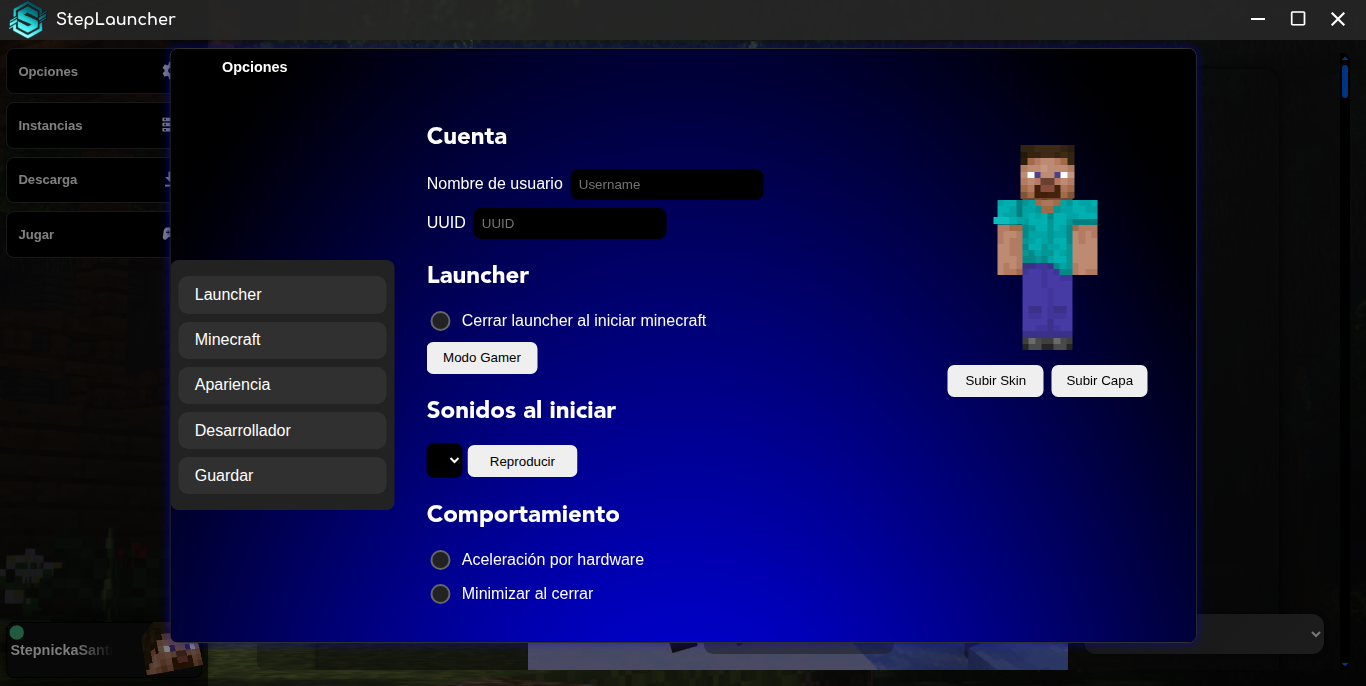 StepLauncher
Opciones
Instancias
Descarga
Jugar
StepnickaSant
Opciones
Launcher
Minecraft
Apariencia
Desarrollador
Guardar
Cuenta
Nombre de usuario Username
UUID UUID
Launcher
Cerrar launcher al iniciar minecraft
Modo Gamer
Sonidos al iniciar
Reproducir
Comportamiento
Aceleración por hardware
Minimizar al cerrar
Subir Skin Subir Capa